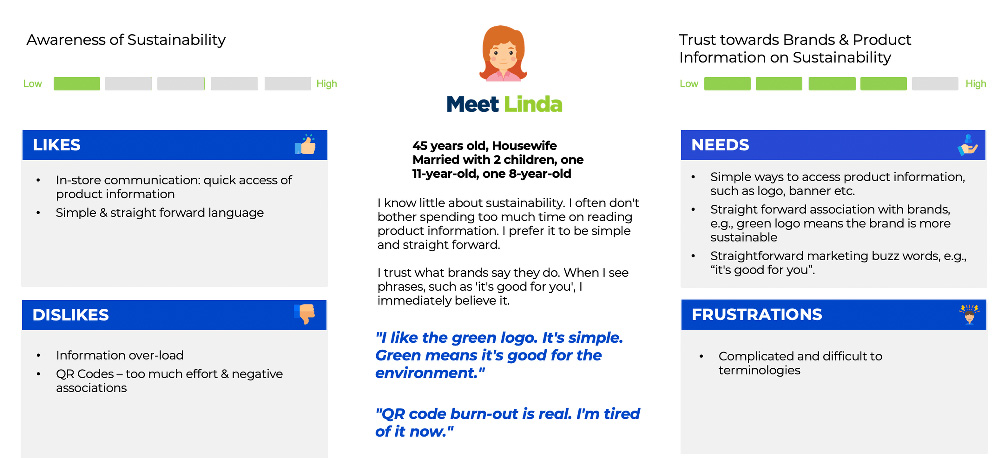 Awareness of Sustainability
Low
High
LIKES
• In-store communication: quick access of
product information
• Simple & straight forward language
DISLIKES
• Information over-load
• QR Codes – too much effort & negative
associations
Meet Linda
45 years old, Housewife
Married with 2 children, one
11-year-old, one 8-year-old
I know little about sustainability. I often don't
bother spending too much time on reading
product information. I prefer it to be simple
and straight forward.
I trust what brands say they do. When I see
phrases, such as 'it's good for you', I
immediately believe it.
"I like the green logo. It's simple.
Green means it's good for the
environment."
"QR code burn-out is real. I'm tired
of it now."
Trust towards Brands & Product
Information on Sustainability
Low
High
NEEDS
• Simple ways to access product information,
such as logo, banner etc.
• Straight forward association with brands,
e.g., green logo means the brand is more
sustainable
• Straightforward marketing buzz words, e.g.,
“it's good for you”.
FRUSTRATIONS
• Complicated and difficult to
terminologies